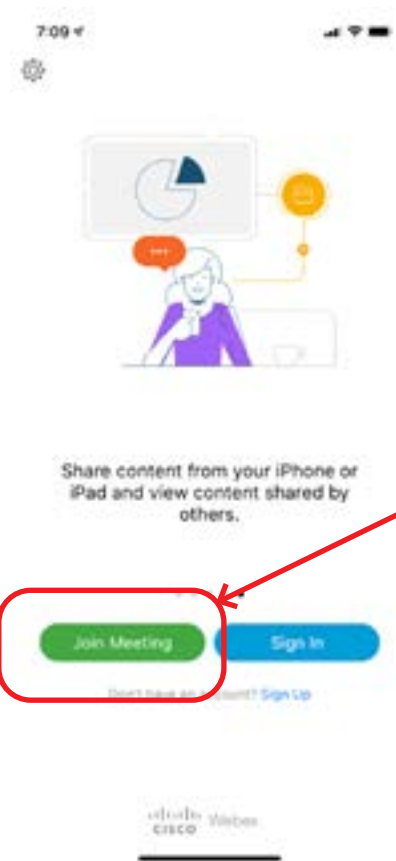 7:09
Share content from your iPhone or
iPad and view content shared by
others.
Join Meeting
Sign In
Don't have an account? Sign Up
cisco Webex